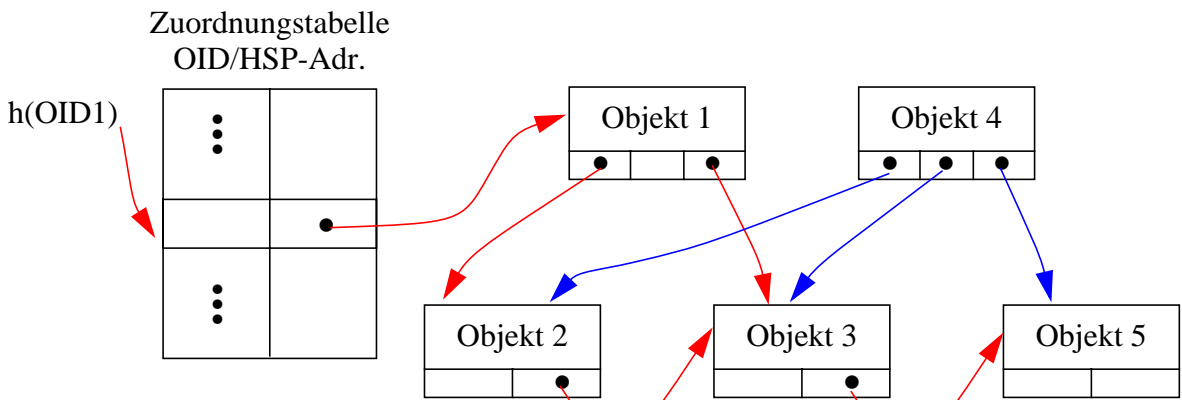 Zuordnungstabelle
OID/HSP-Adr.
h(OID1)
Objekt 1
Objekt 4
Objekt 2
Objekt 3
Objekt 5